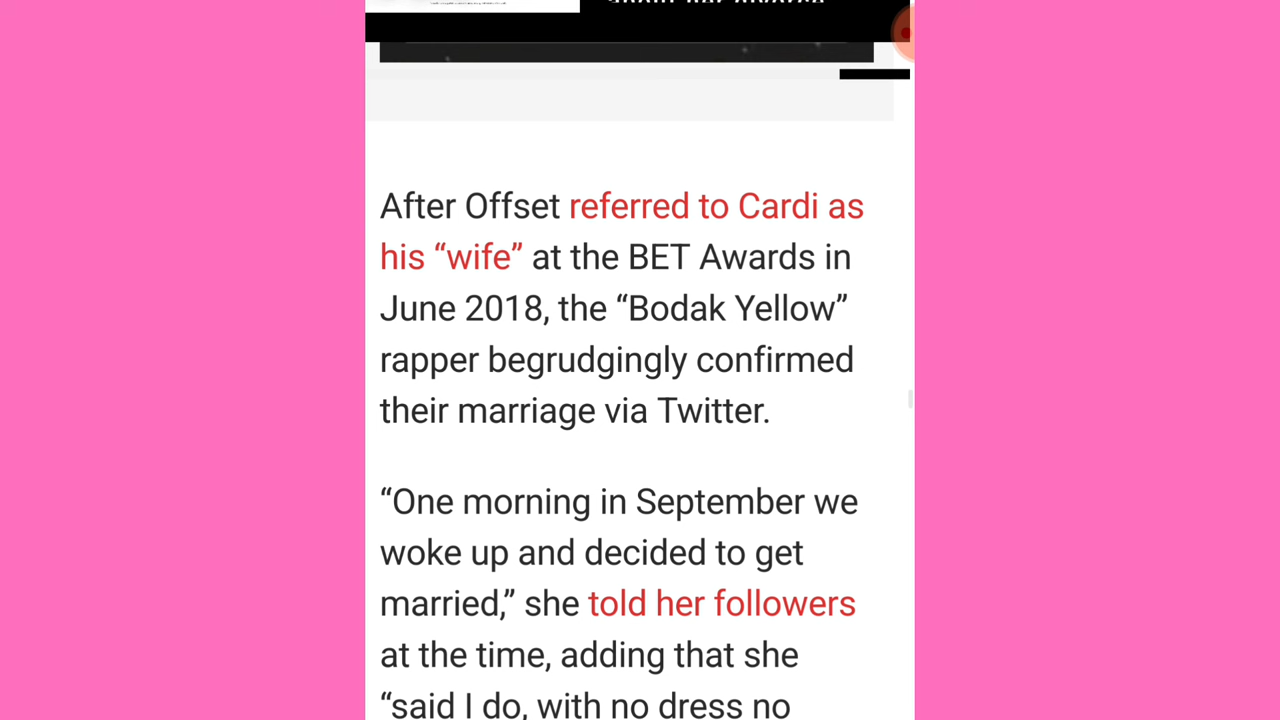 After Offset referred to Cardi as
his “wife” at the BET Awards in
June 2018, the “Bodak Yellow”
rapper begrudgingly confirmed
their marriage via Twitter.
“One morning in September we
woke up and decided to get
married,” she told her followers
at the time, adding that she
“said I do, with no dress no